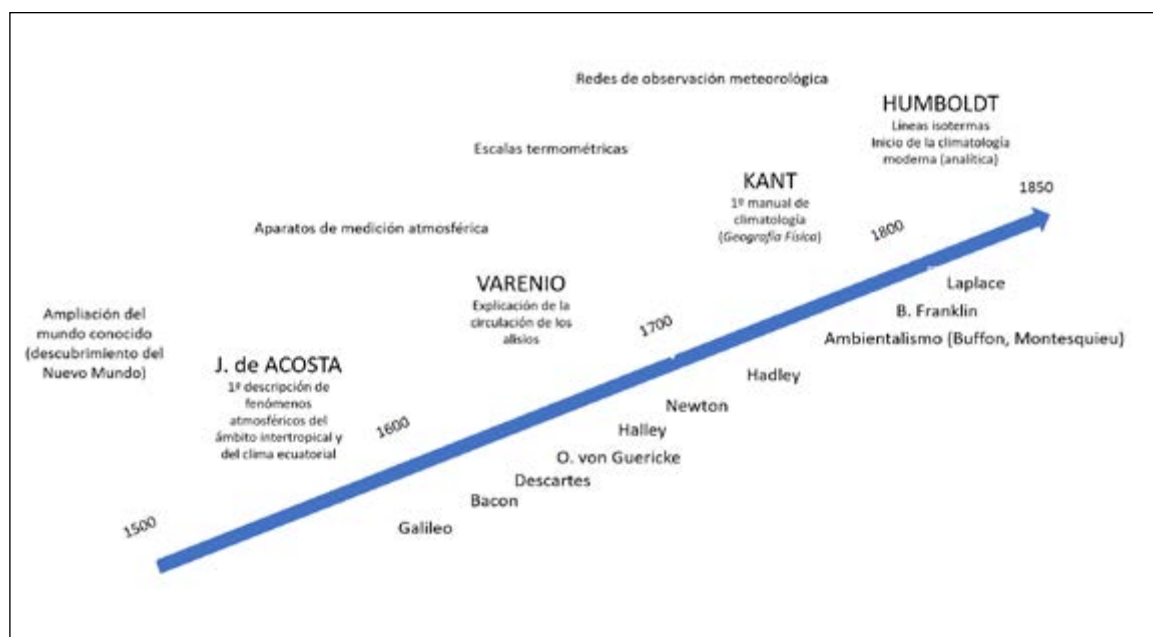 Redes de observación meteorológica
HUMBOLDT
Líneas isotermas
Inicio de la climatología
moderna (analítica)
Escalas termométricas
KANT
1º manual de
climatología
(Geografía Física)
1850
1800
Aparatos de medición atmosférica
VARENIO
Explicación de la
circulación de los
alisios
Ampliación del
mundo conocido
(descubrimiento del
Nuevo Mundo)
J. de ACOSTA
1ª descripción de
fenómenos
atmosféricos del
ámbito intertropical y
del clima ecuatorial
1700
1600
1500
Laplace
B. Franklin
Ambientalismo (Buffon, Montesquieu)
Hadley
Newton
Halley
O. von Guericke
Descartes
Bacon
Galileo